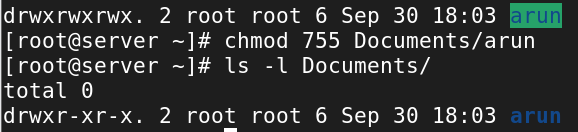 drwxrwxrwx. 2 root root 6 Sep 30 18:03 arun
[root@server ~]# chmod 755 Documents/arun
[root@server ~]# ls -l Documents/
total 0
drwxr-xr-x. 2 root root 6 Sep 30 18:03 arun